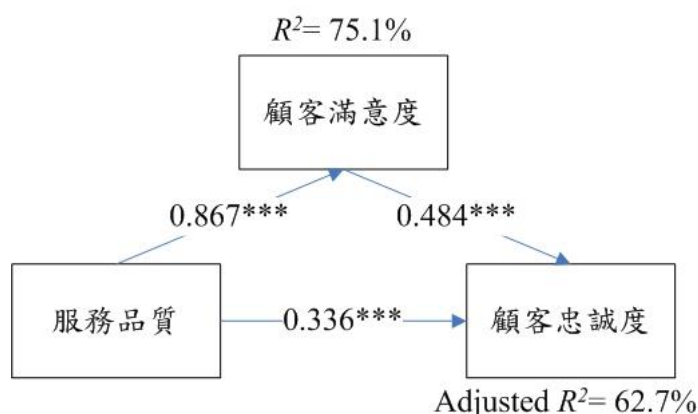 R²= 75.1%
顧客滿意度
0.867***
0.484***
服務品質
0.336***
顧客忠誠度
Adjusted R²= 62.7%